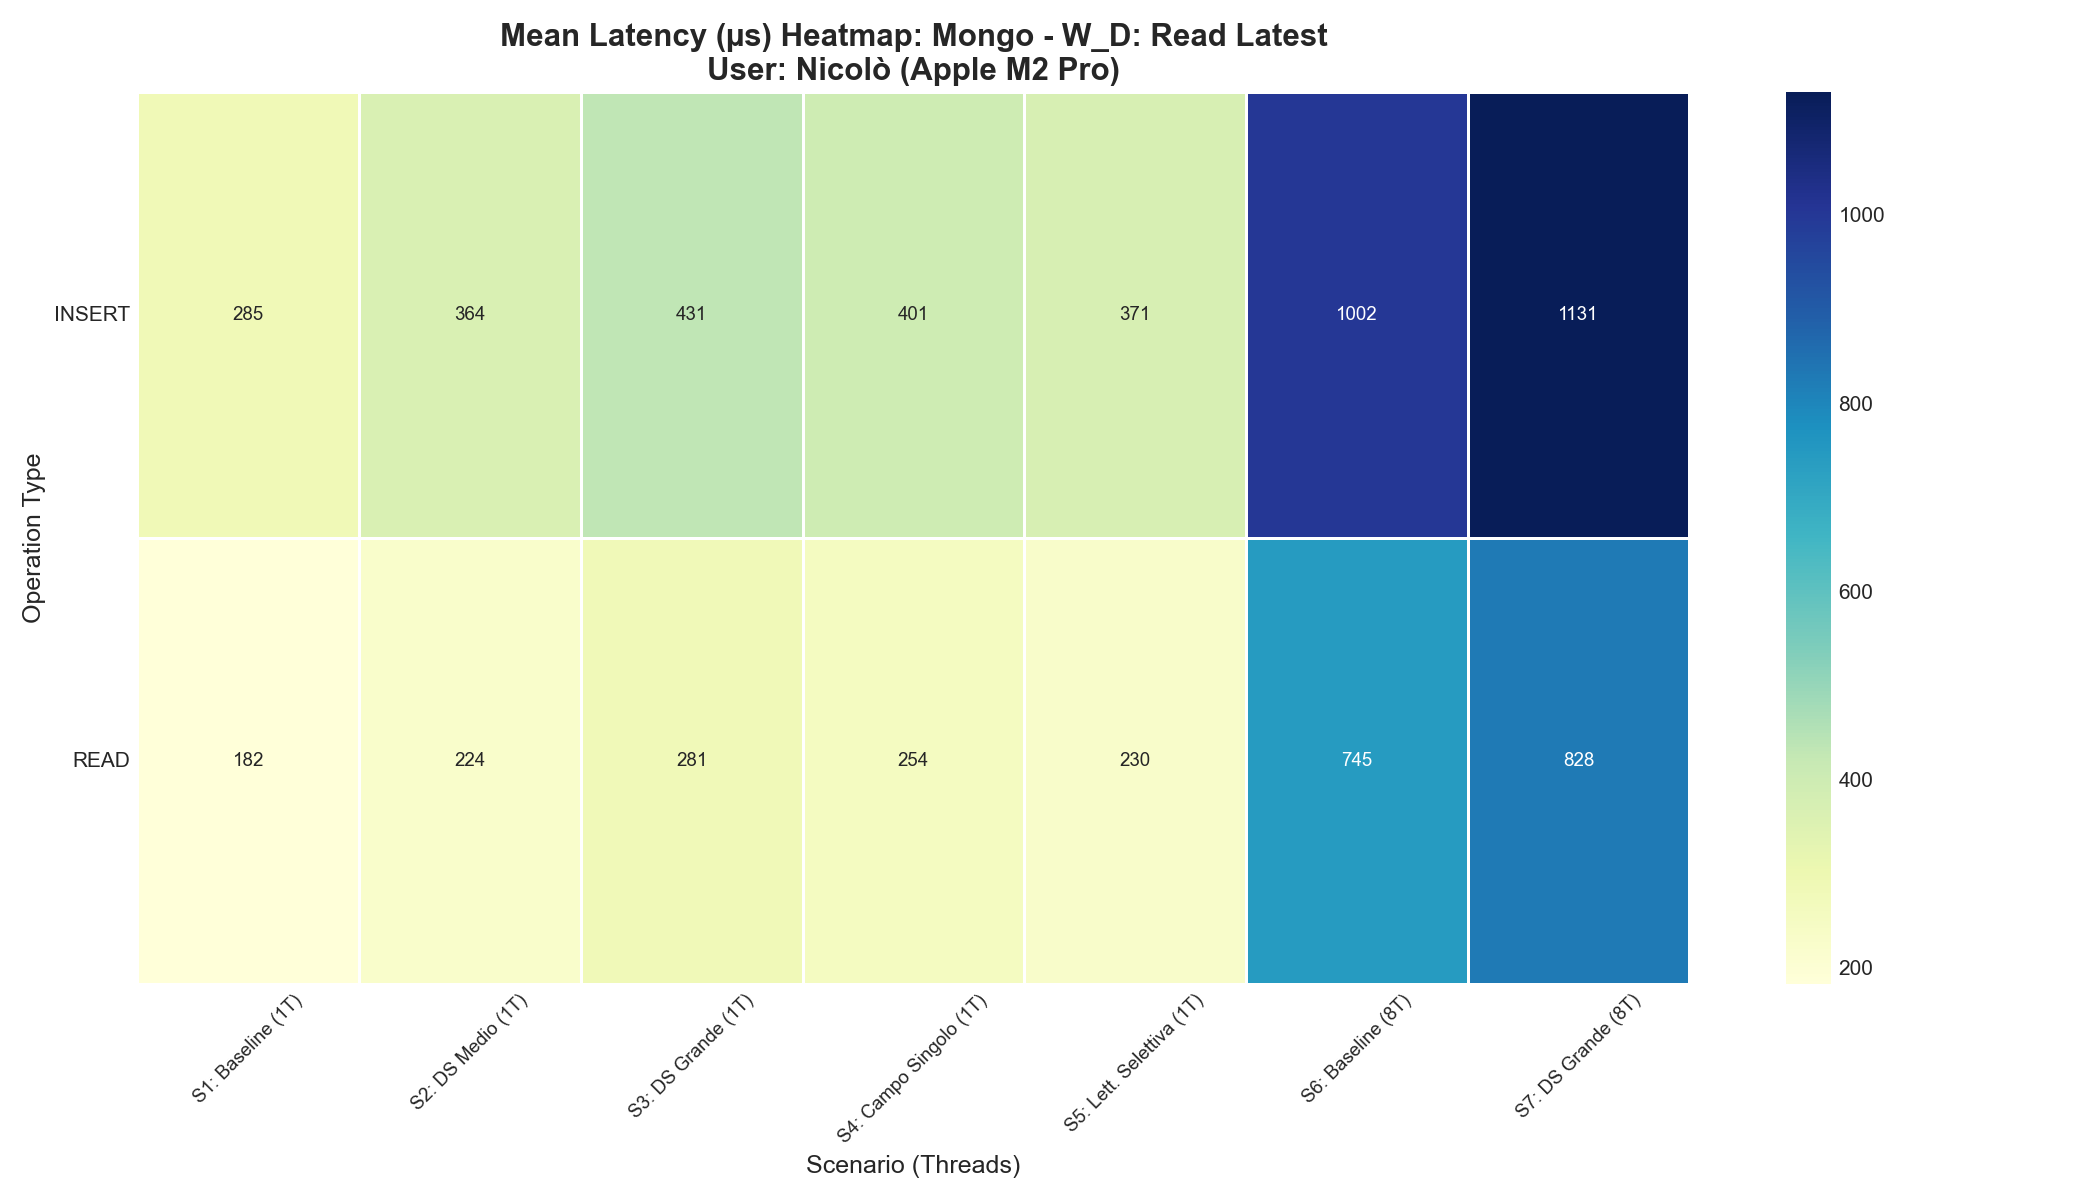 Mean Latency (µs) Heatmap: Mongo - W_D: Read Latest
User: Nicolò (Apple M2 Pro)
Operation Type
INSERT
285
364
431
401
371
1002
1131
READ
182
224
281
254
230
745
828
S1: Baseline (1T)
S2: DS Medio (1T)
S3: DS Grande (1T)
S4: Campo Singolo (1T)
S5: Lett. Selettiva (1T)
S6: Baseline (8T)
S7: DS Grande (8T)
Scenario (Threads)
1000
800
600
400
200